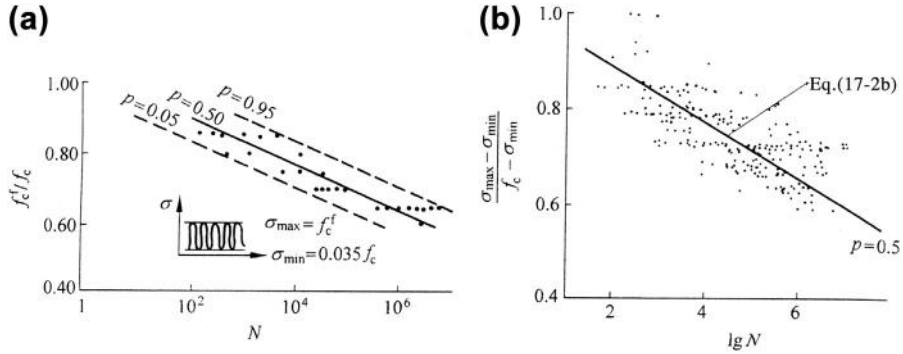 (a)
1.00
0.80
0.60
0.40
f_c^f/f_c
p=0.05
p=0.50
p=0.95
σ
σ_max = f_c^f
σ_min = 0.035 f_c
1 10^2 10^4 10^6
N
(b)
1.0
0.8
0.6
0.4
σ_max − σ_min
f_c − σ_min
Eq.(17-2b)
p=0.5
2 4 6
lg N